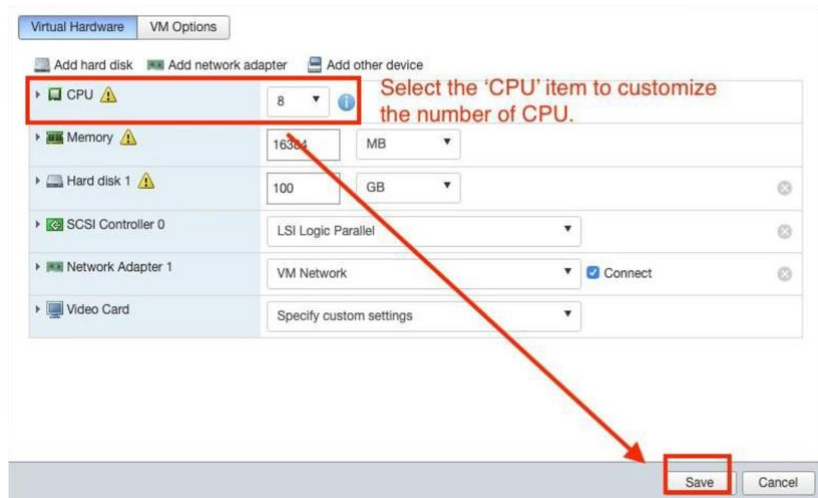 Virtual Hardware VM Options
Add hard disk Add network adapter Add other device
CPU 8 Select the ‘CPU’ item to customize
the number of CPU.
Memory 16384 MB
Hard disk 1 100 GB
SCSI Controller 0 LSI Logic Parallel
Network Adapter 1 VM Network Connect
Video Card Specify custom settings
Save Cancel